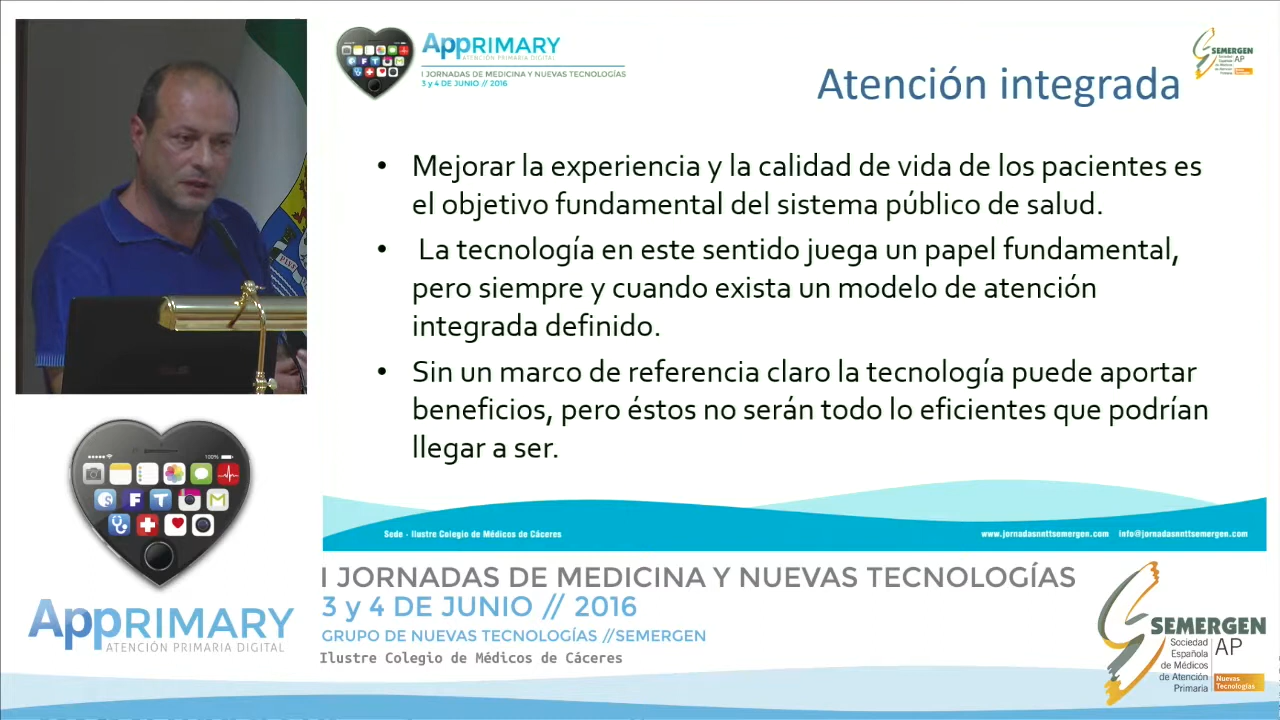 AppRIMARY
ATENCIÓN PRIMARIA DIGITAL
I JORNADAS DE MEDICINA Y NUEVAS TECNOLOGÍAS
3 y 4 DE JUNIO // 2016
SEMERGEN
AP
Atención integrada
• Mejorar la experiencia y la calidad de vida de los pacientes es
el objetivo fundamental del sistema público de salud.
• La tecnología en este sentido juega un papel fundamental,
pero siempre y cuando exista un modelo de atención
integrada definido.
• Sin un marco de referencia claro la tecnología puede aportar
beneficios, pero éstos no serán todo lo eficientes que podrían
llegar a ser.
Sede - Ilustre Colegio de Médicos de Cáceres
www.jornadasnnttsemergen.com info@jornadasnnttsemergen.com
100%
F T M
AppRIMARY
ATENCIÓN PRIMARIA DIGITAL
I JORNADAS DE MEDICINA Y NUEVAS TECNOLOGÍAS
3 y 4 DE JUNIO // 2016
GRUPO DE NUEVAS TECNOLOGÍAS //SEMERGEN
Ilustre Colegio de Médicos de Cáceres
SEMERGEN
Sociedad
Española
de Médicos
de Atención
Primaria
AP
Nuevas
Tecnologías